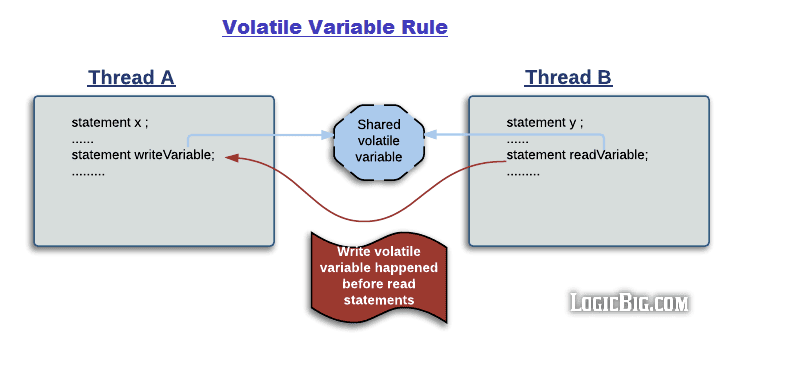 Volatile Variable Rule
Thread A
statement x ;
......
statement writeVariable;
.........
Shared
volatile
variable
Thread B
statement y ;
......
statement readVariable;
.........
Write volatile
variable happened
before read
statements
LogicBig.com